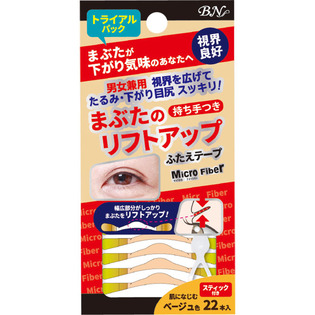 トライアル
パック
BN
まぶたが
下がり気味のあなたへ
視界
良好
男女兼用 視界を広げて
たるみ・下がり目尻 スッキリ!
まぶたの 持ち手つき
リフトアップ
ふたえテープ
Micro Fiber
幅広部分がしっかり
まぶたをリフトアップ!
スティック
付き
肌になじむ
ベージュ色 22本入